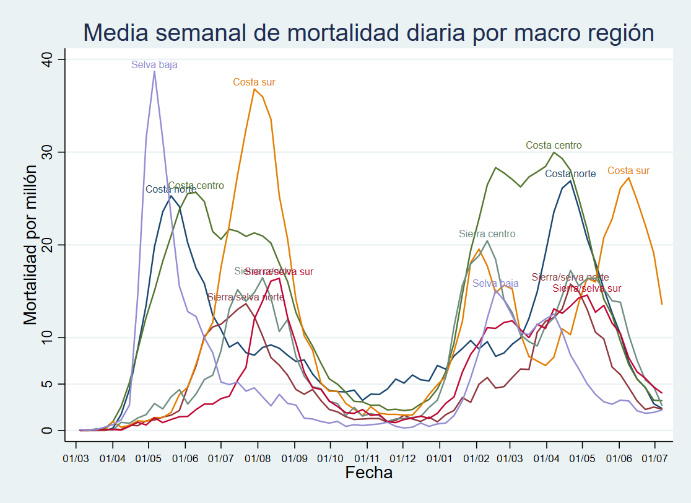 Media semanal de mortalidad diaria por macro región
Mortalidad por millón
40
30
20
10
5
0
Selva baja
Costa sur
Costa norte
Costa centro
Sierra centro
Sierra/selva sur
Sierra/selva norte
Costa centro
Costa norte
Costa sur
Sierra centro
Selva baja
Sierra/selva norte
Sierra/selva sur
01/03 01/04 01/05 01/06 01/07 01/08 01/09 01/10 01/11 01/12 01/01 01/02 01/03 01/04 01/05 01/06 01/07
Fecha